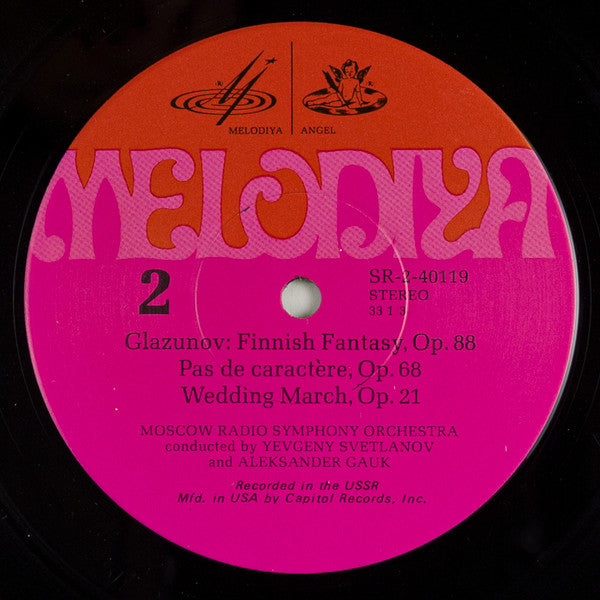 MELODIYA
ANGEL
MELODIYA
2
SR-2-40119
STEREO
33 1 3
Glazunov: Finnish Fantasy, Op. 88
Pas de caractère, Op. 68
Wedding March, Op. 21
MOSCOW RADIO SYMPHONY ORCHESTRA
conducted by YEVGENY SVETLANOV
and ALEKSANDER GAUK
Recorded in the USSR
Mfd. in USA by Capitol Records, Inc.